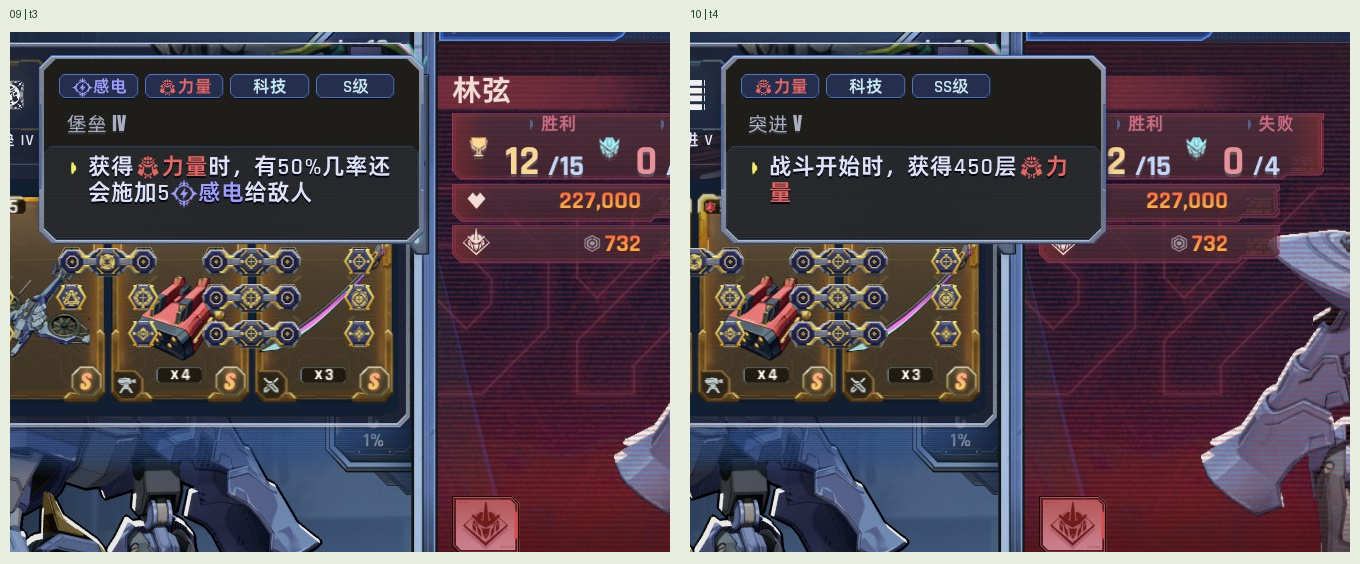 09 | t3
感电 力量 科技 S级
堡垒 IV
获得力量时，有50%几率还
会施加5感电给敌人
IV
林弦
胜利
12 /15 0 /
227,000
732
x4 S x3 S
S
1%
10 | t4
力量 科技 SS级
突进 V
战斗开始时，获得450层力
量
进 V
胜利 失败
2 /15 0 /4
227,000
732
x4 S x3 S
1%